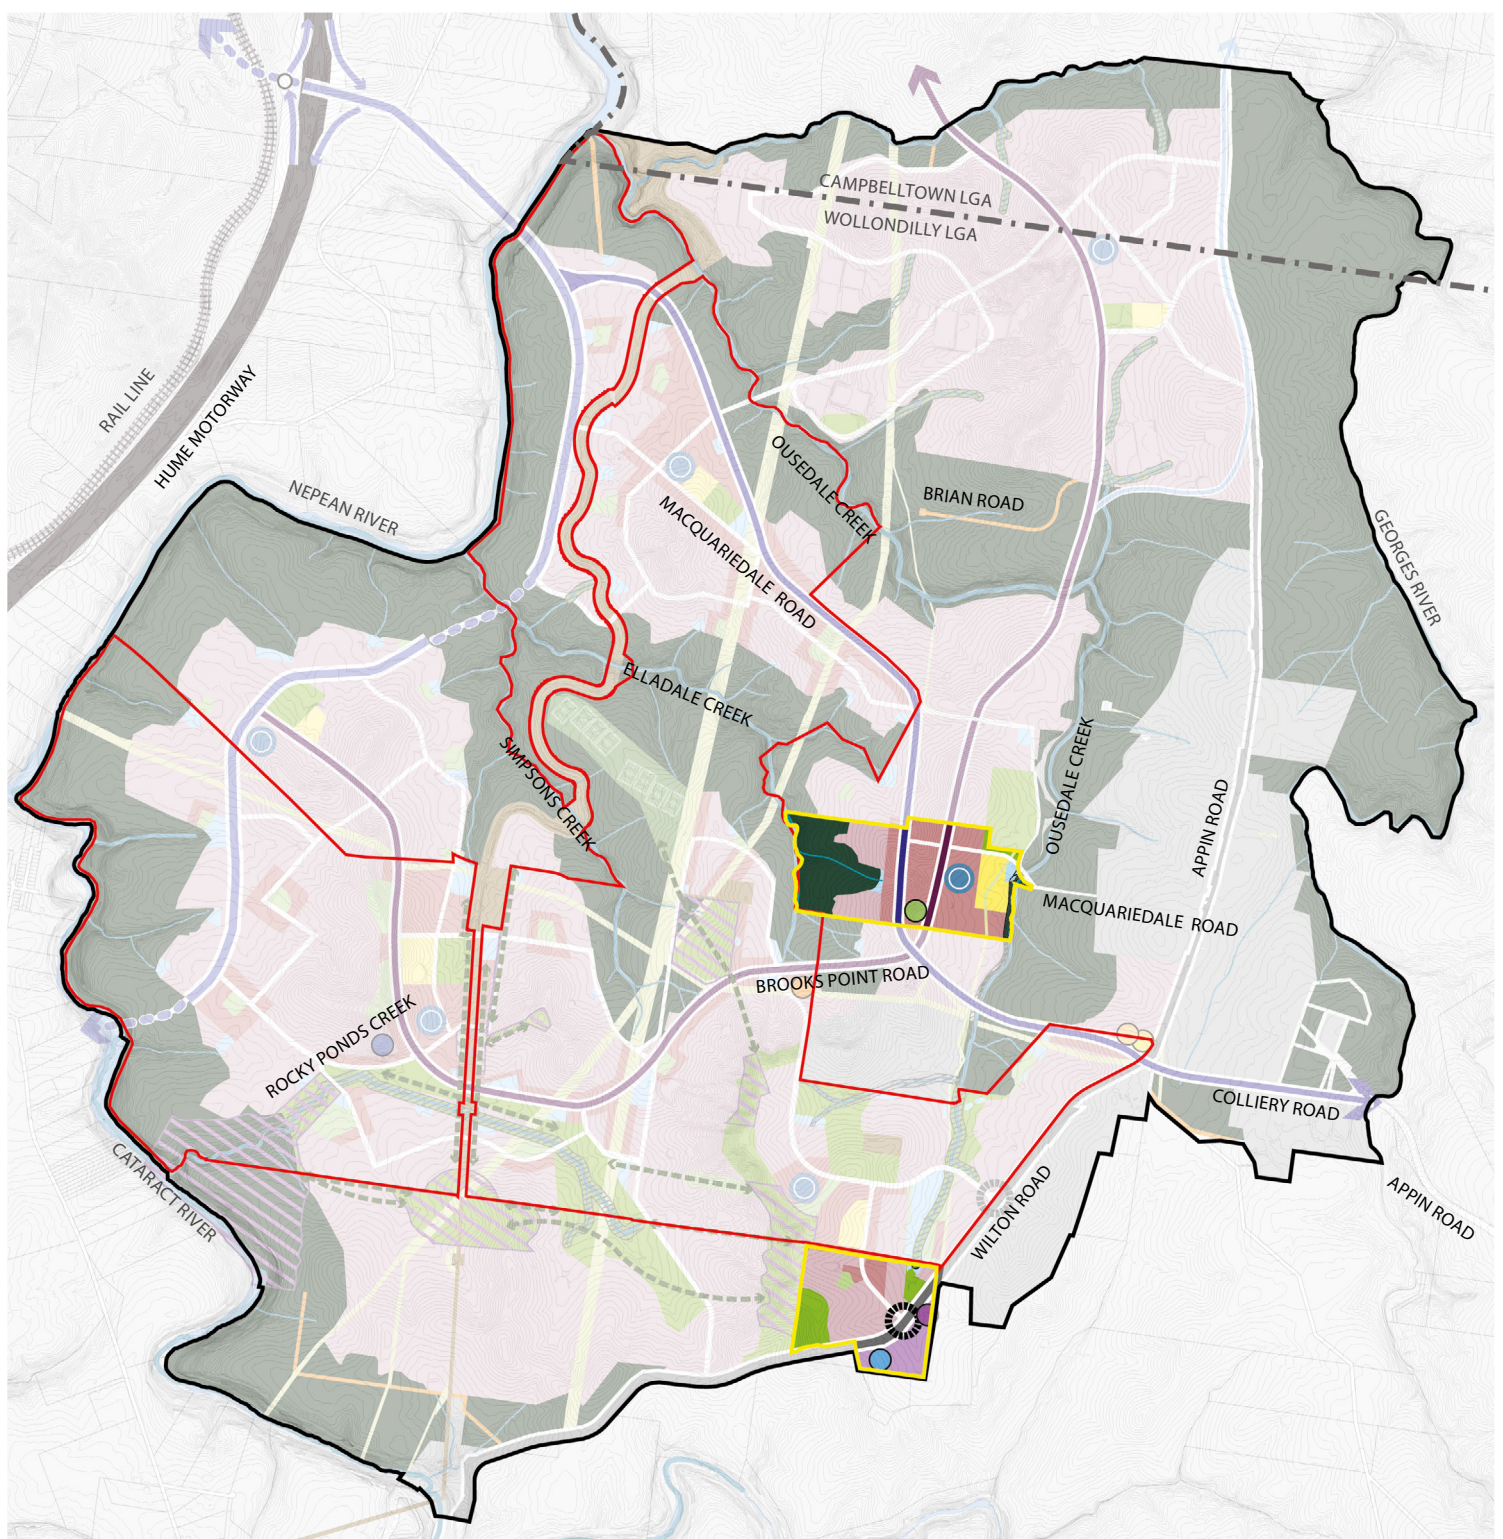 CAMPBELLTOWN LGA
WOLLONDILLY LGA
RAIL LINE
HUME MOTORWAY
NEPEAN RIVER
OUSEDALE CREEK
BRIAN ROAD
MACQUARIEDALE ROAD
GEORGES RIVER
ELLADALE CREEK
SIMPSONS CREEK
OUSEDALE CREEK
APPIN ROAD
MACQUARIEDALE ROAD
BROOKS POINT ROAD
ROCKY PONDS CREEK
COLLIERY ROAD
CATARACT RIVER
WILTON ROAD
APPIN ROAD